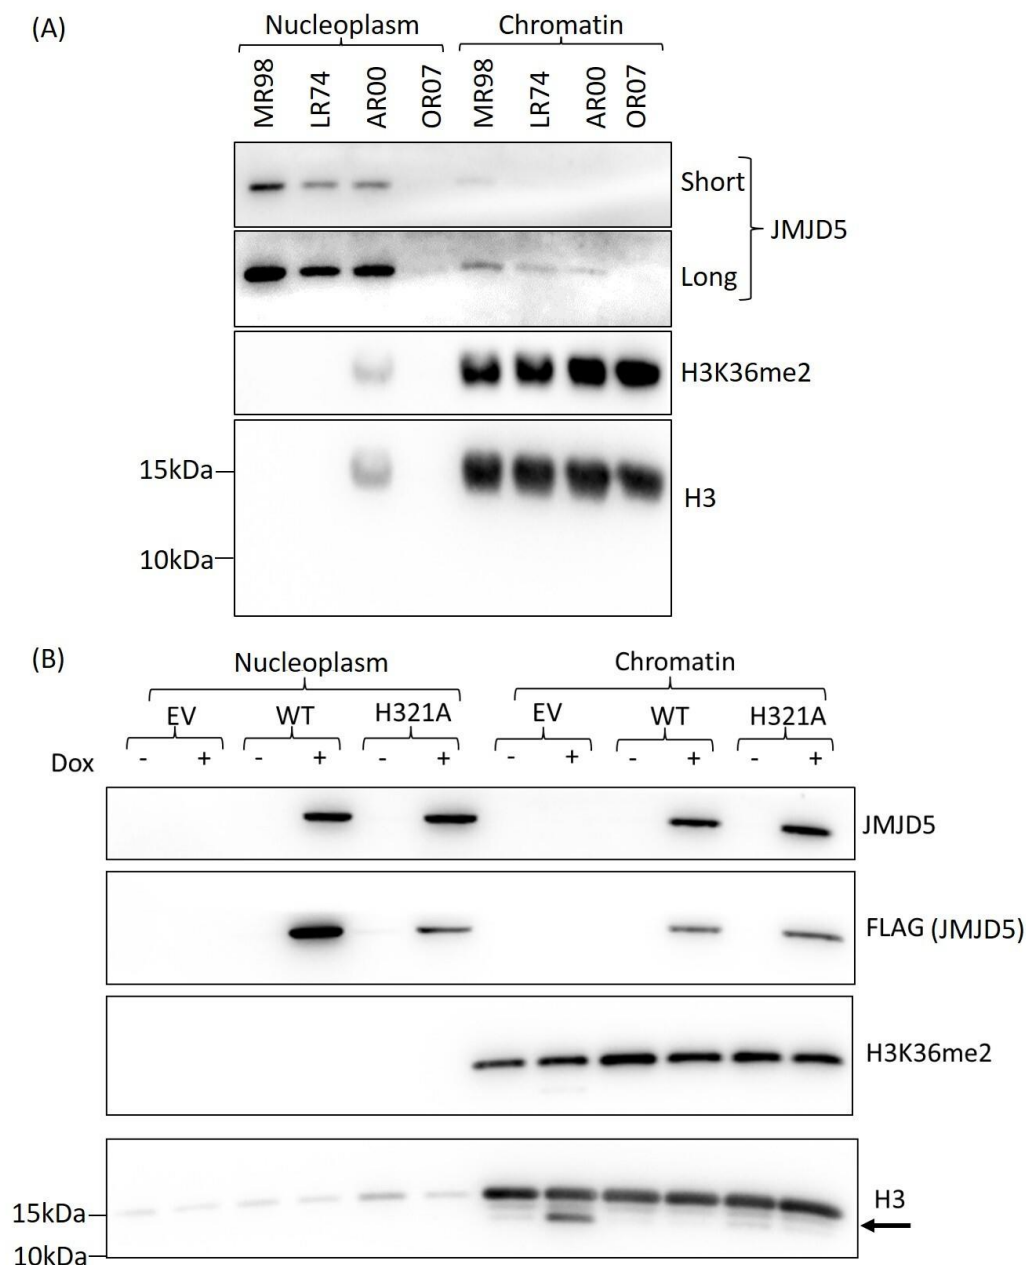 (A)
Nucleoplasm Chromatin
MR98 LR74 AR00 OR07 MR98 LR74 AR00 OR07
Short
JMJD5
Long
H3K36me2
15kDa
H3
10kDa
(B)
Nucleoplasm Chromatin
EV WT H321A EV WT H321A
Dox - + - + - + - + - + - +
JMJD5
FLAG (JMJD5)
H3K36me2
H3
15kDa
10kDa